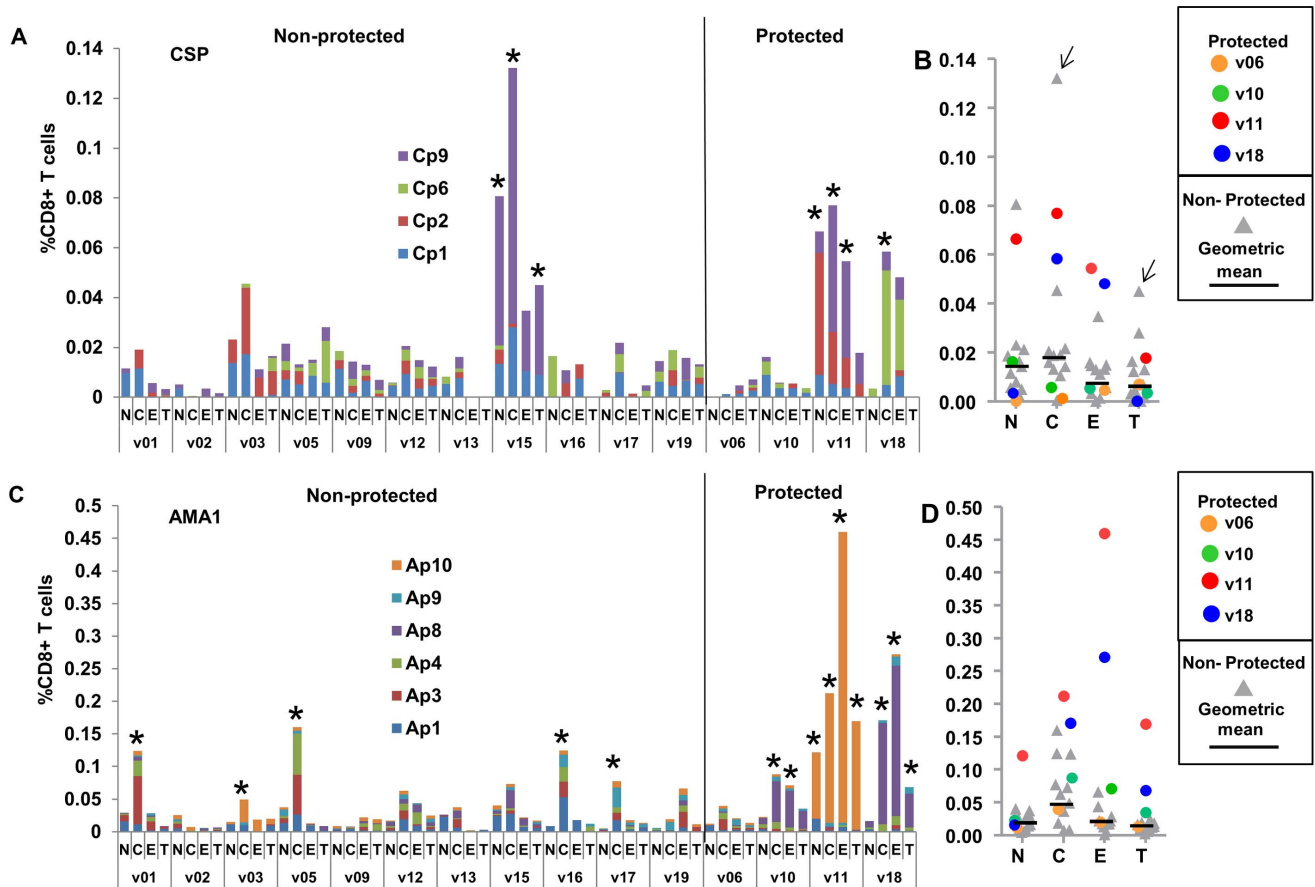 A
Non-protected
Protected
CSP
0.14
0.12
0.1
0.08
0.06
0.04
0.02
0
%CD8+ T cells
Cp9
Cp6
Cp2
Cp1
* * * * * * *
N C E T N C E T N C E T N C E T N C E T N C E T N C E T N C E T N C E T N C E T N C E T N C E T N C E T N C E T N C E T
v01 v02 v03 v05 v09 v12 v13 v15 v16 v17 v19 v06 v10 v11 v18
B
0.14
0.12
0.10
0.08
0.06
0.04
0.02
0.00
N C E T
Protected
v06
v10
v11
v18
Non- Protected
Geometric
mean
C
Non-protected
Protected
AMA1
0.5
0.45
0.4
0.35
0.3
0.25
0.2
0.15
0.1
0.05
0
%CD8+ T cells
Ap10
Ap9
Ap8
Ap4
Ap3
Ap1
* * * * * * * * * * * * * *
N C E T N C E T N C E T N C E T N C E T N C E T N C E T N C E T N C E T N C E T N C E T N C E T N C E T N C E T N C E T
v01 v02 v03 v05 v09 v12 v13 v15 v16 v17 v19 v06 v10 v11 v18
D
0.50
0.45
0.40
0.35
0.30
0.25
0.20
0.15
0.10
0.05
0.00
N C E T
Protected
v06
v10
v11
v18
Non- Protected
Geometric
mean